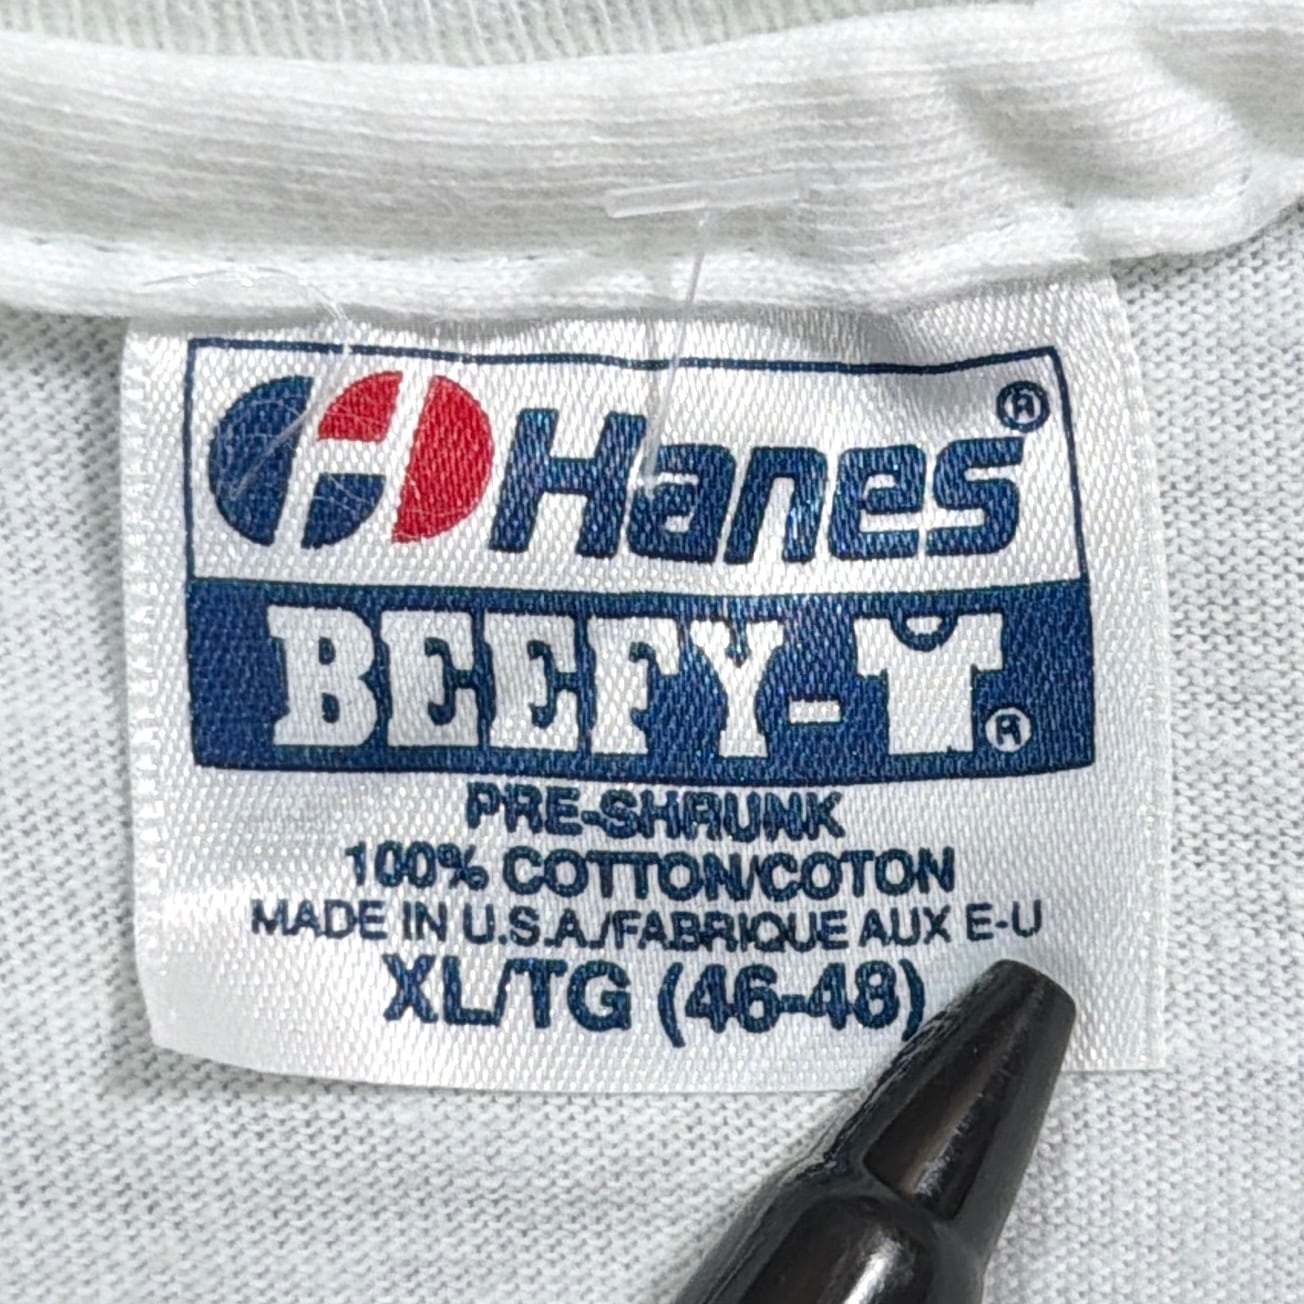 Hanes®
BEEFY-T®
PRE-SHRUNK
100% COTTON/COTON
MADE IN U.S.A./FABRIQUE AUX E-U
XL/TG (46-48)